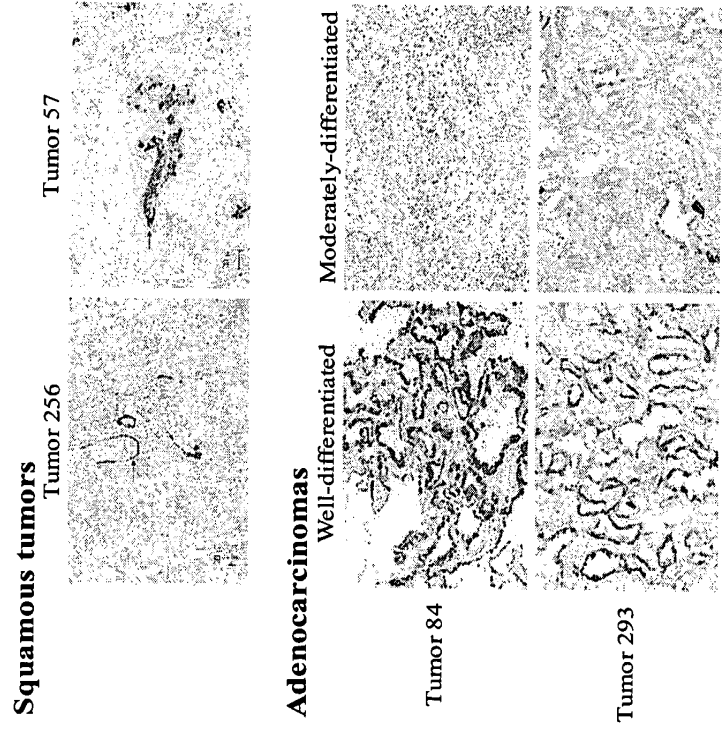 Squamous tumors
Tumor 256
Tumor 57
Adenocarcinomas
Well-differentiated
Moderately-differentiated
Tumor 84
Tumor 293